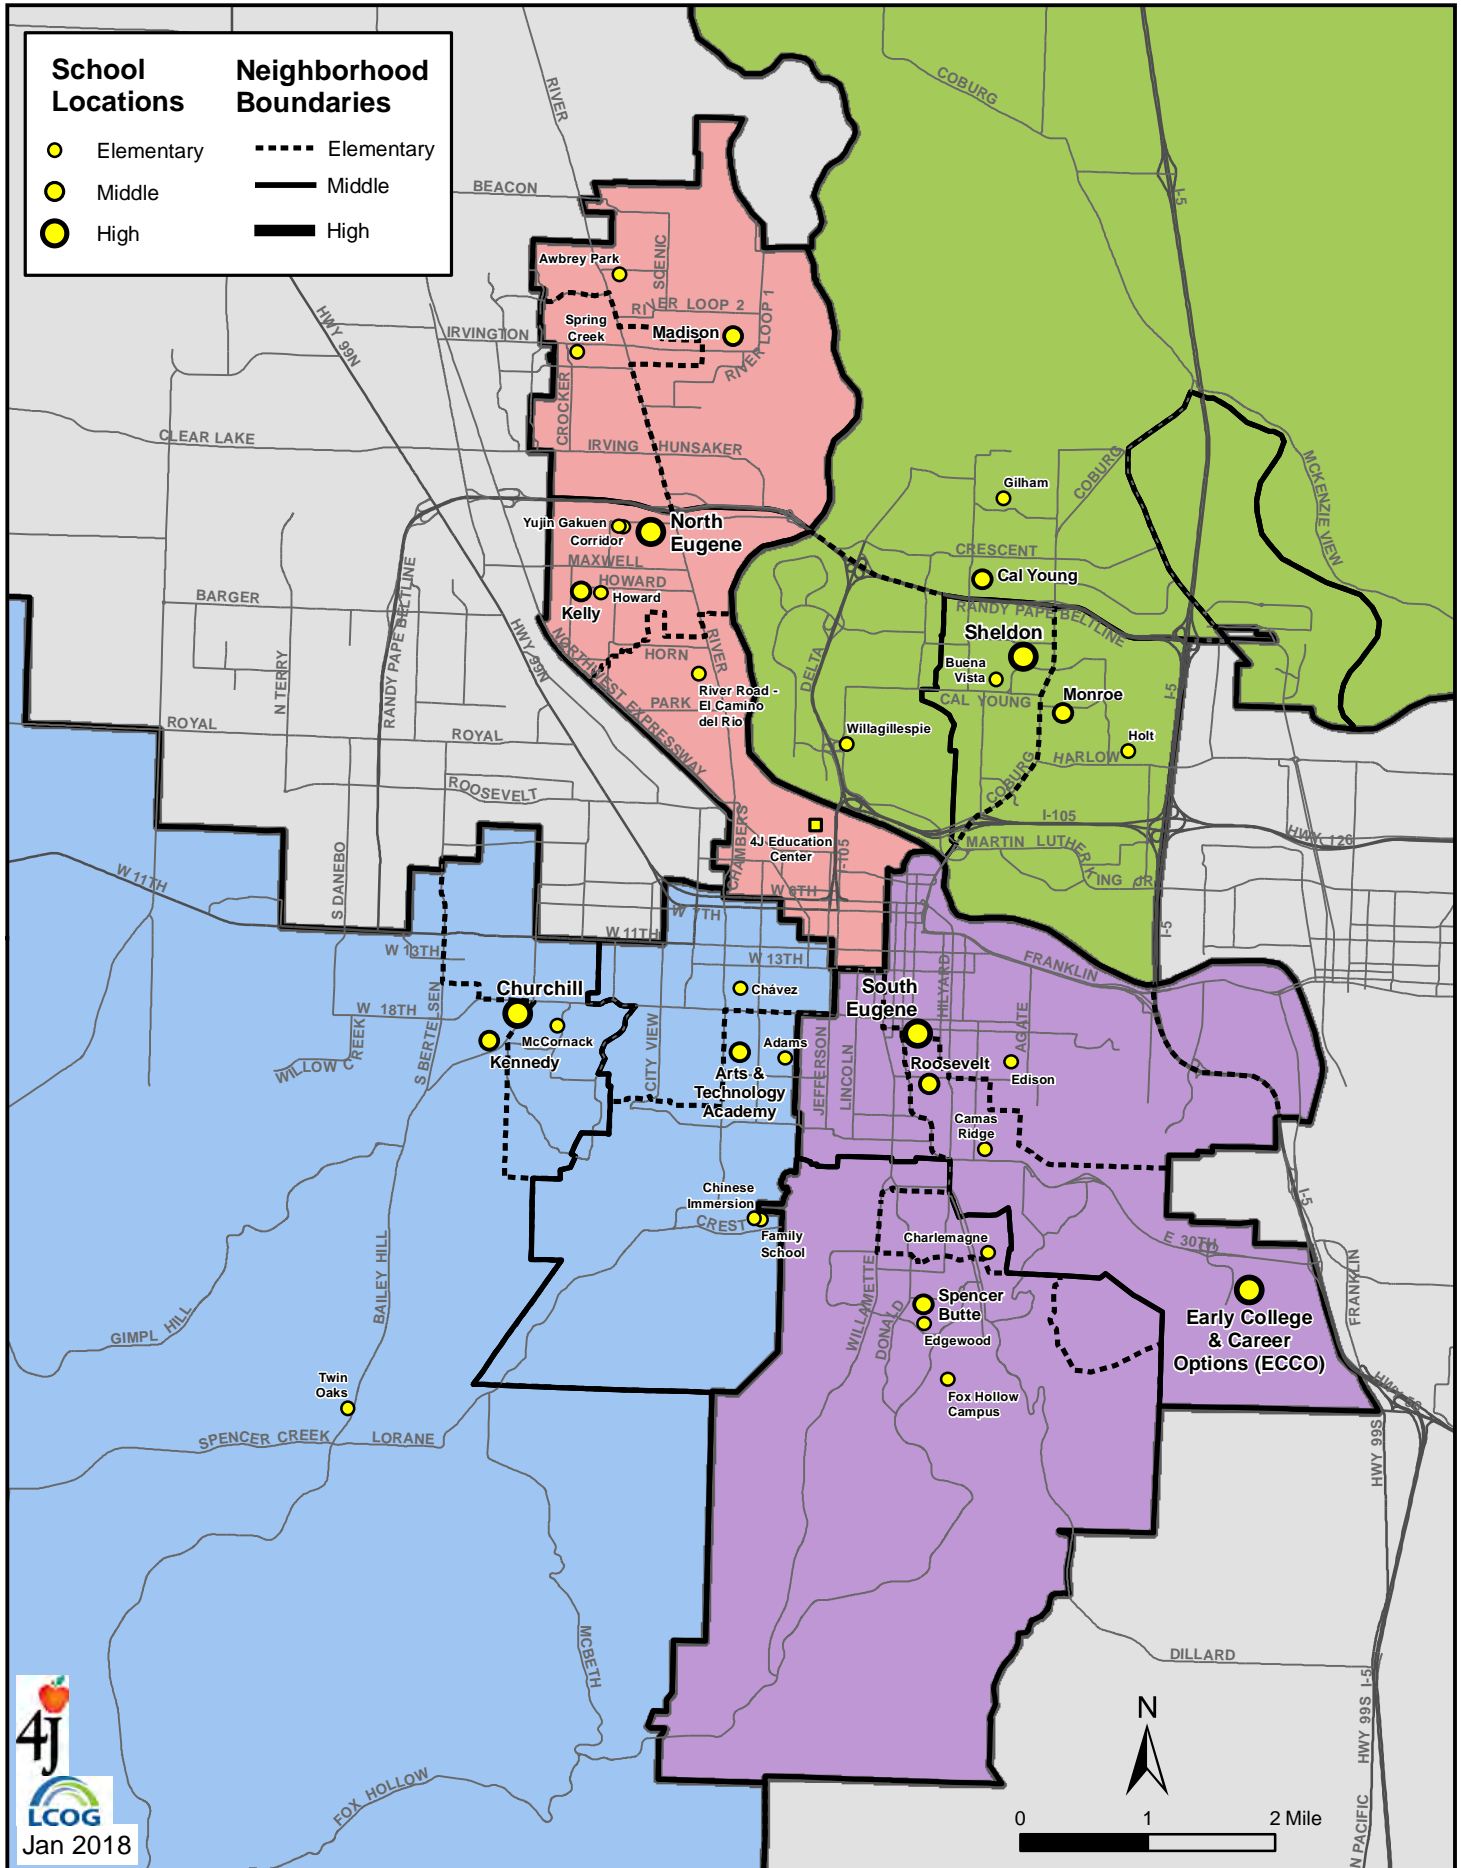 School
Locations
Elementary
Middle
High
Neighborhood
Boundaries
Elementary
Middle
High
RIVER
COBURG
I-5
BEACON
Awbrey Park
SCENIC
RIVER LOOP 2
RIVER LOOP 1
HWY 99N
IRVINGTON
Spring
Creek
Madison
CROCKER
CLEAR LAKE
IRVING
HUNSAKER
COBURG
MCKENZIE VIEW
Gilham
Yujin Gakuen
Corridor
North
Eugene
MAXWELL
HOWARD
Howard
Kelly
CRESCENT
Cal Young
RANDY PAPE BELTLINE
RANDY PAPE BELTLINE
BARGER
HWY 99N
NORTHWEST EXPRESSWAY
HORN
RIVER
River Road -
El Camino
del Rio
PARK
DELTA
Sheldon
Buena
Vista
CAL YOUNG
Monroe
I-5
N TERRY
ROYAL
ROYAL
Willagillespie
Holt
HARLOW
COBURG
ROOSEVELT
CHAMBERS
4J Education
Center
I-105
I-105
HWY 126
MARTIN LUTHER KING JR
W 11TH
S DANEBO
W 6TH
W 7TH
W 11TH
W 13TH
W 13TH
I-5
FRANKLIN
HILYARD
Churchill
Chávez
South
Eugene
W 18TH
McCormack
Kennedy
WILLOW CREEK
S BERTELSEN
CITY VIEW
Arts &
Technology
Academy
Adams
JEFFERSON
LINCOLN
Roosevelt
AGATE
Edison
Camas
Ridge
Chinese
Immersion
CREST
Family
School
Charlemagne
E 30TH
I-5
BAILEY HILL
GIMPL HILL
WILLAMETTE
DONALD
Spencer
Butte
Edgewood
Early College
& Career
Options (ECCO)
FRANKLIN
Twin
Oaks
Fox Hollow
Campus
HWY 58
SPENCER CREEK
LORANE
HWY 99S
MCBETH
DILLARD
I-5
HWY 99S
N PACIFIC
FOX HOLLOW
4J
LCOG
Jan 2018
N
0
1
2 Mile